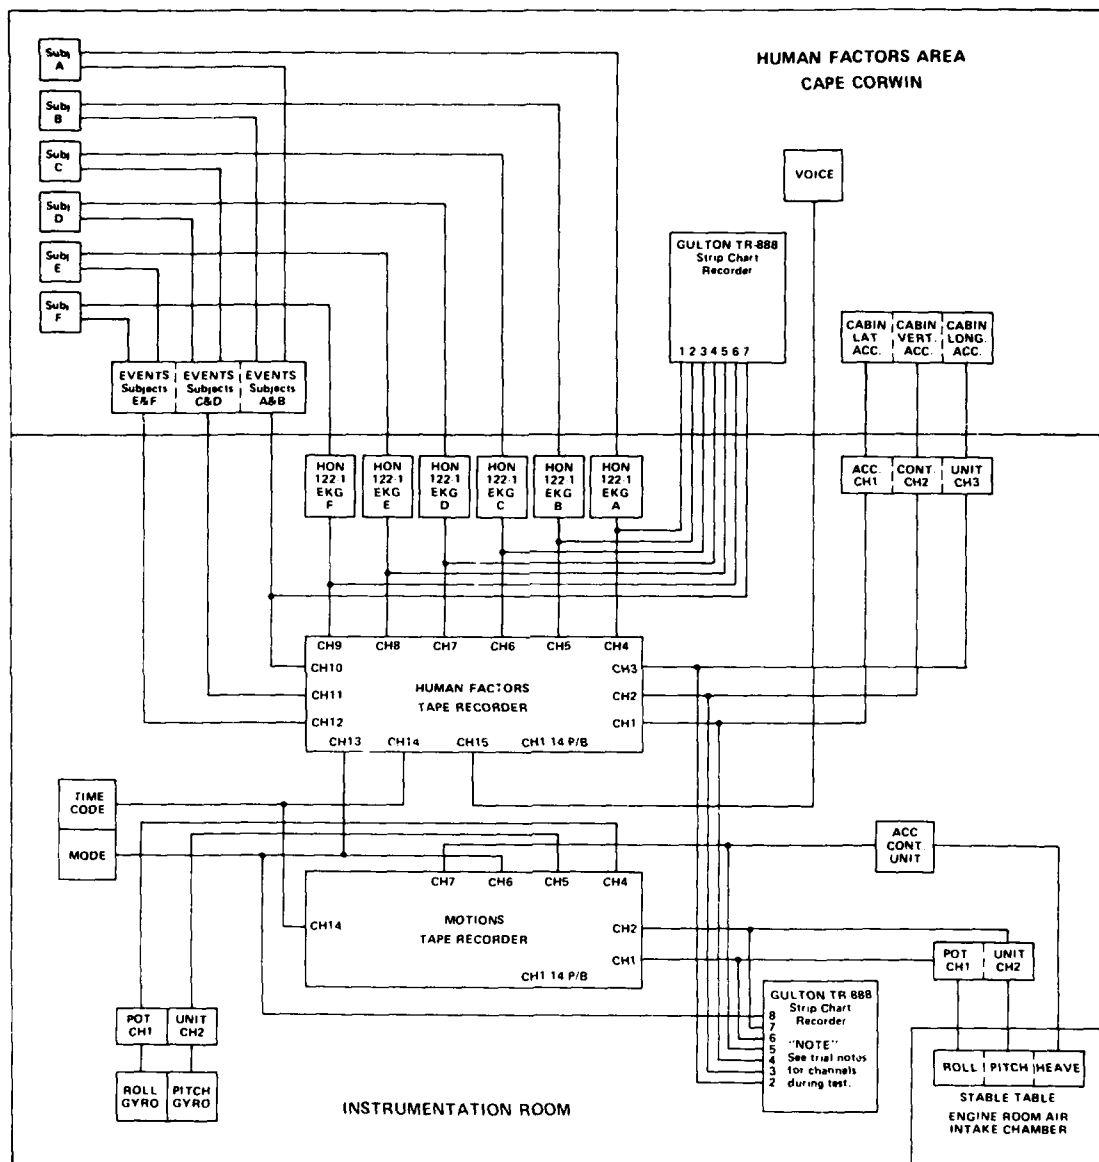 HUMAN FACTORS AREA
CAPE CORWIN
Subj
A
Subj
B
Subj
C
Subj
D
Subj
E
Subj
F
VOICE
GULTON TR-888
Strip Chart
Recorder
1 2 3 4 5 6 7
CABIN
LAT
ACC.
CABIN
VERT.
ACC.
CABIN
LONG.
ACC.
EVENTS
Subjects
E&F
EVENTS
Subjects
C&D
EVENTS
Subjects
A&B
HON
122-1
EKG
F
HON
122-1
EKG
E
HON
122-1
EKG
D
HON
122-1
EKG
C
HON
122-1
EKG
B
HON
122-1
EKG
A
ACC.
CH1
CONT.
CH2
UNIT
CH3
CH9 CH8 CH7 CH6 CH5 CH4
CH10
CH11
CH12
HUMAN FACTORS
TAPE RECORDER
CH3
CH2
CH1
CH13 CH14 CH15 CH1 14 P/B
TIME
CODE
MODE
ACC
CONT.
UNIT
CH7 CH6 CH5 CH4
CH14
MOTIONS
TAPE RECORDER
CH2
CH1
CH1 14 P/B
POT
CH1
UNIT
CH2
GULTON TR-888
Strip Chart
Recorder
8
7
6
5
4
3
2
"NOTE"
See trial notes
for channels
during test.
POT
CH1
UNIT
CH2
ROLL
GYRO
PITCH
GYRO
ROLL PITCH HEAVE
STABLE TABLE
ENGINE ROOM AIR
INTAKE CHAMBER
INSTRUMENTATION ROOM